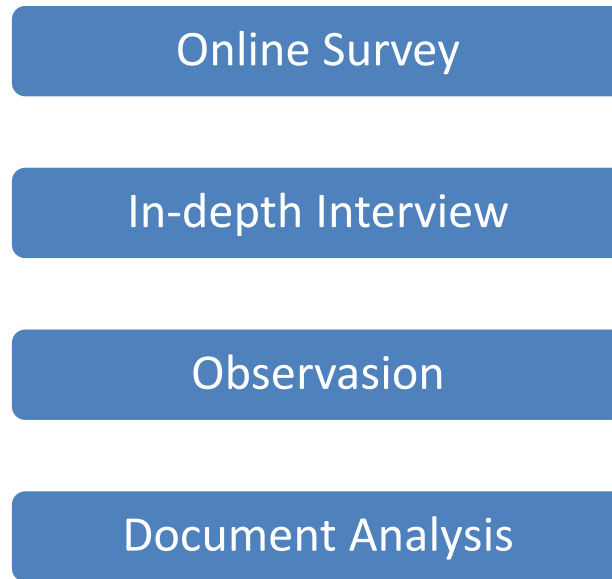 Online Survey
In-depth Interview
Observasion
Document Analysis